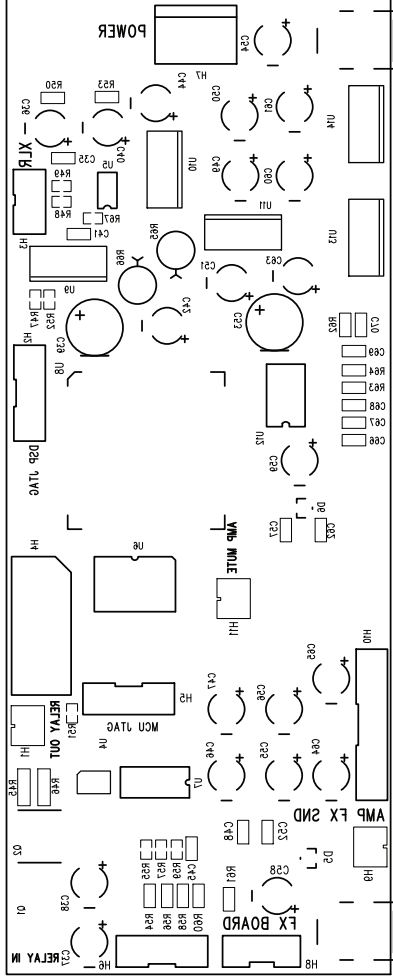 POWER
C54
H7
R50
R53
C44
C36
C50
C61
U14
C40
XLR
C35
U5
U10
R49
R48
C49
C60
R67
H3
C41
U11
U13
R65
R66
U9
C51
C63
R47
R52
C42
C53
R62
C70
H2
C39
C69
U8
R64
R63
C68
U12
C67
C66
C59
DSP JTAG
D6
C57
C62
AMP MUTE
H4
U6
H11
C65
H10
H5
C47
C56
RELAY OUT
R51
MCU JTAG
H1
U4
C46
C55
C64
R45
R46
U7
AMP FX SND
C48
C52
Q2
R55
R57
R59
C45
D5
H9
C38
R61
C58
Q1
R54
R56
R58
R60
FX BOARD
RELAY IN
C37
H6
H8